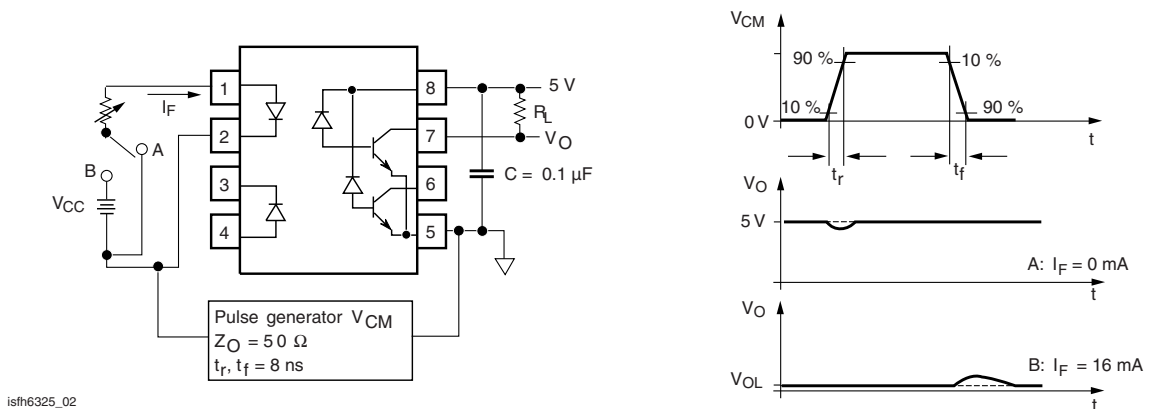 1
2
3
4
8
7
6
5
I_F
A
B
V_CC
5 V
R_L
V_O
C = 0.1 µF
Pulse generator V_CM
Z_O = 50 Ω
t_r, t_f = 8 ns
isfh6325_02
V_CM
90 %
10 %
10 %
90 %
0 V
t
t_r
t_f
V_O
5 V
A: I_F = 0 mA
t
V_O
B: I_F = 16 mA
V_OL
t